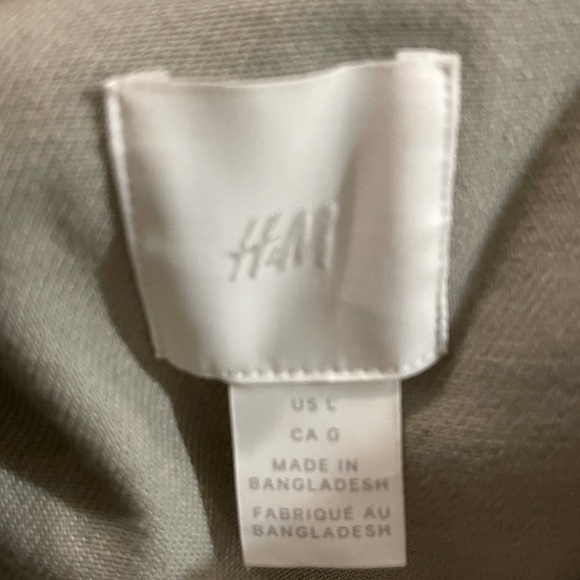 H&M
US L
CA G
MADE IN
BANGLADESH
FABRIQUÉ AU
BANGLADESH